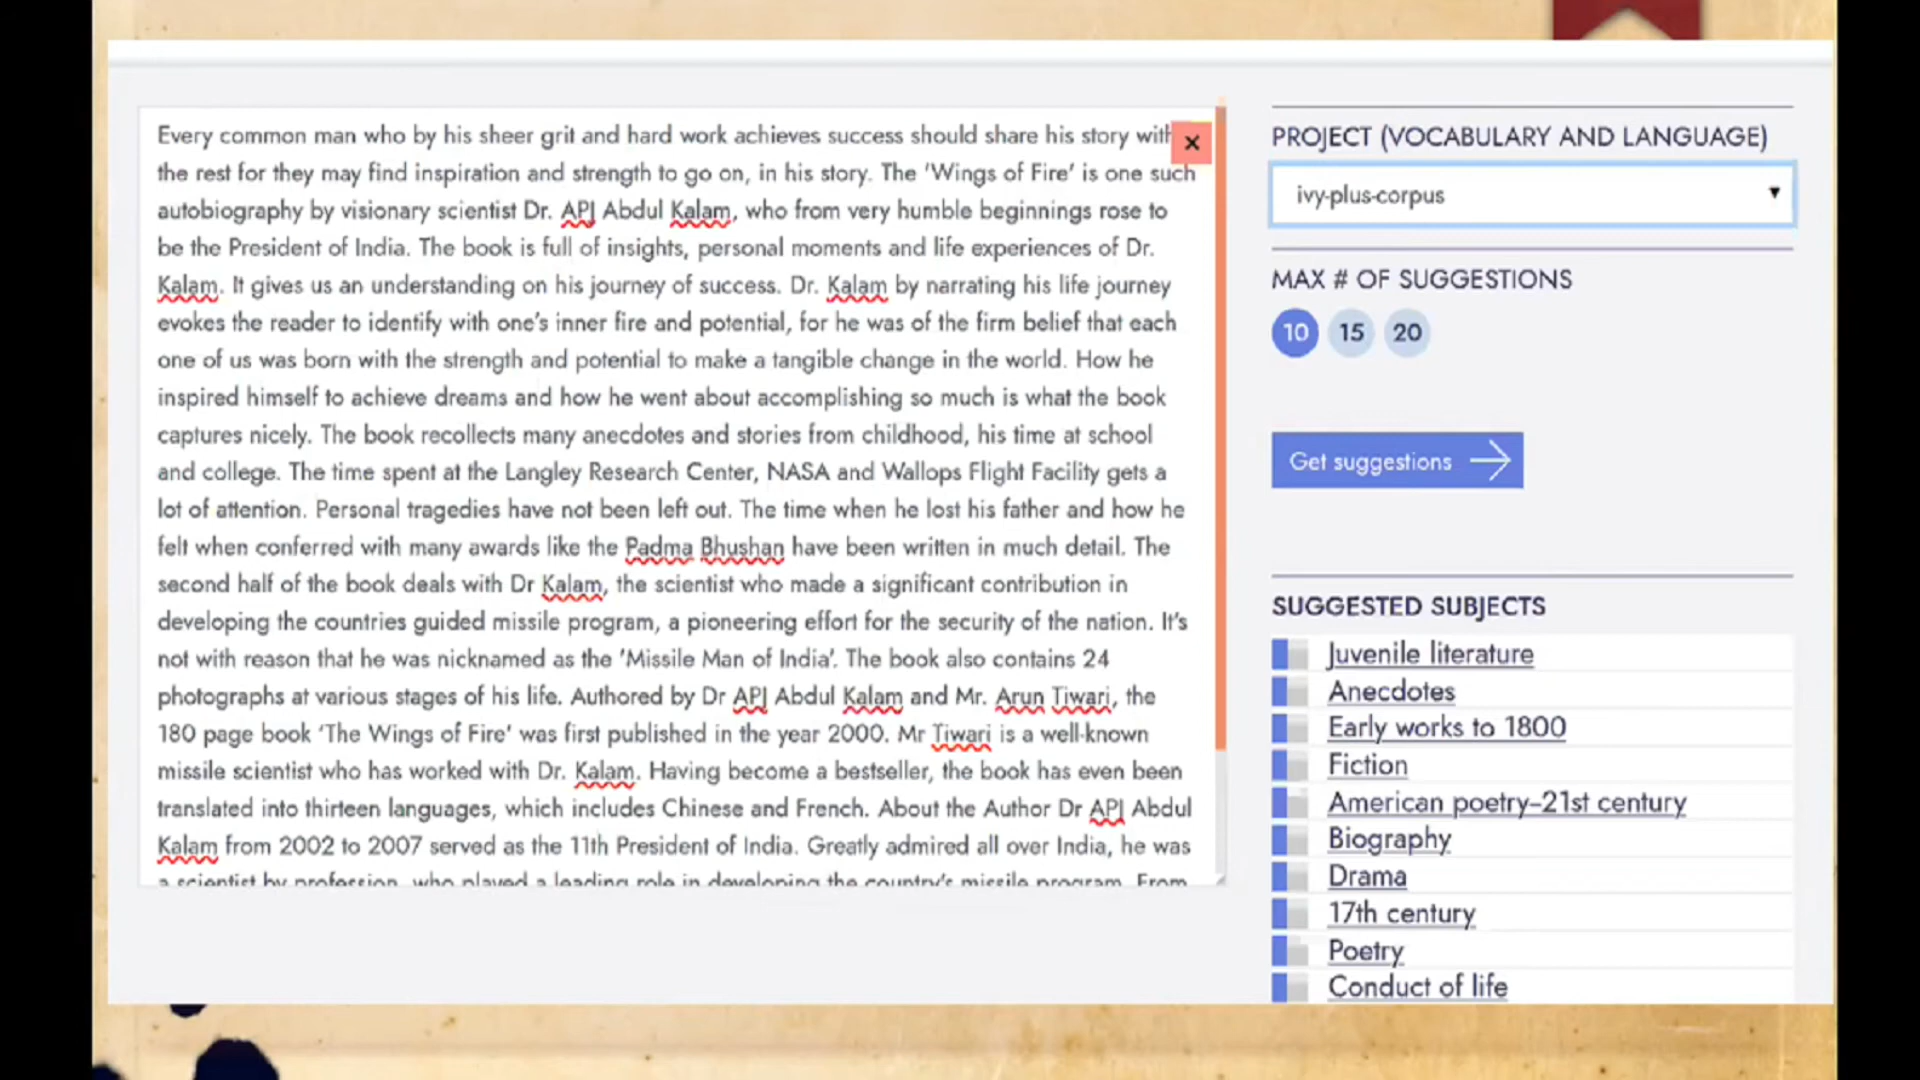 Every common man who by his sheer grit and hard work achieves success should share his story with
the rest for they may find inspiration and strength to go on, in his story. The ‘Wings of Fire’ is one such
autobiography by visionary scientist Dr. APJ Abdul Kalam, who from very humble beginnings rose to
be the President of India. The book is full of insights, personal moments and life experiences of Dr.
Kalam. It gives us an understanding on his journey of success. Dr. Kalam by narrating his life journey
evokes the reader to identify with one’s inner fire and potential, for he was of the firm belief that each
one of us was born with the strength and potential to make a tangible change in the world. How he
inspired himself to achieve dreams and how he went about accomplishing so much is what the book
captures nicely. The book recollects many anecdotes and stories from childhood, his time at school
and college. The time spent at the Langley Research Center, NASA and Wallops Flight Facility gets a
lot of attention. Personal tragedies have not been left out. The time when he lost his father and how he
felt when conferred with many awards like the Padma Bhushan have been written in much detail. The
second half of the book deals with Dr Kalam, the scientist who made a significant contribution in
developing the countries guided missile program, a pioneering effort for the security of the nation. It’s
not with reason that he was nicknamed as the ‘Missile Man of India’. The book also contains 24
photographs at various stages of his life. Authored by Dr APJ Abdul Kalam and Mr. Arun Tiwari, the
180 page book ‘The Wings of Fire’ was first published in the year 2000. Mr Tiwari is a well-known
missile scientist who has worked with Dr. Kalam. Having become a bestseller, the book has even been
translated into thirteen languages, which includes Chinese and French. About the Author Dr APJ Abdul
Kalam from 2002 to 2007 served as the 11th President of India. Greatly admired all over India, he was
a scientist by profession, who played a leading role in developing the country’s missile program. From
PROJECT (VOCABULARY AND LANGUAGE)
ivy-plus-corpus
MAX # OF SUGGESTIONS
10 15 20
Get suggestions
SUGGESTED SUBJECTS
Juvenile literature
Anecdotes
Early works to 1800
Fiction
American poetry–21st century
Biography
Drama
17th century
Poetry
Conduct of life